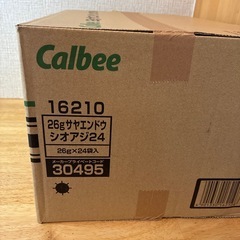 Calbee
16210
26gサヤエンドウ
シオアジ24
26g×24袋入
メーカープライベートコード
30495